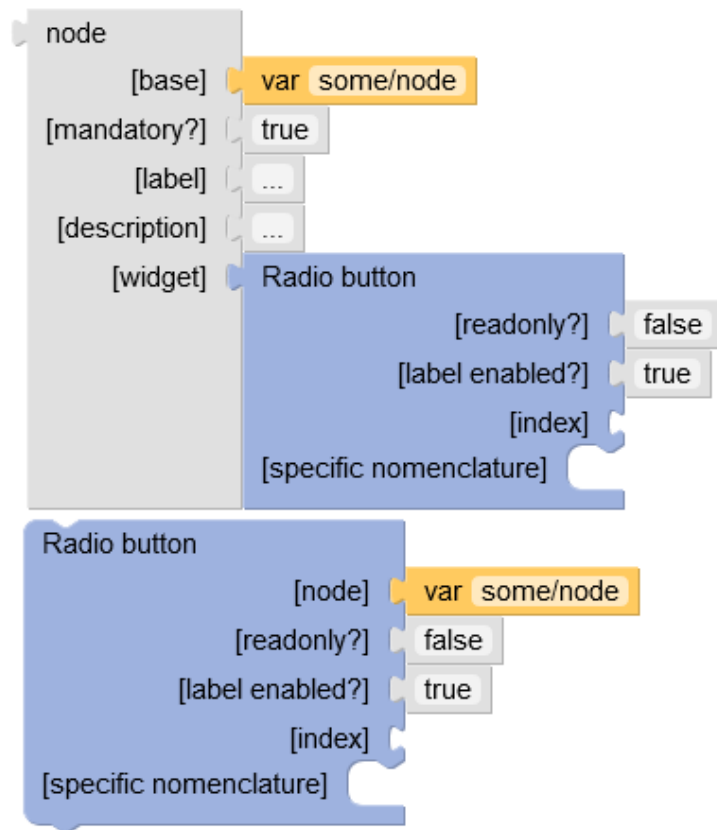 node
[base] var some/node
[mandatory?] true
[label] ...
[description] ...
[widget] Radio button
[readonly?] false
[label enabled?] true
[index]
[specific nomenclature]
Radio button
[node] var some/node
[readonly?] false
[label enabled?] true
[index]
[specific nomenclature]